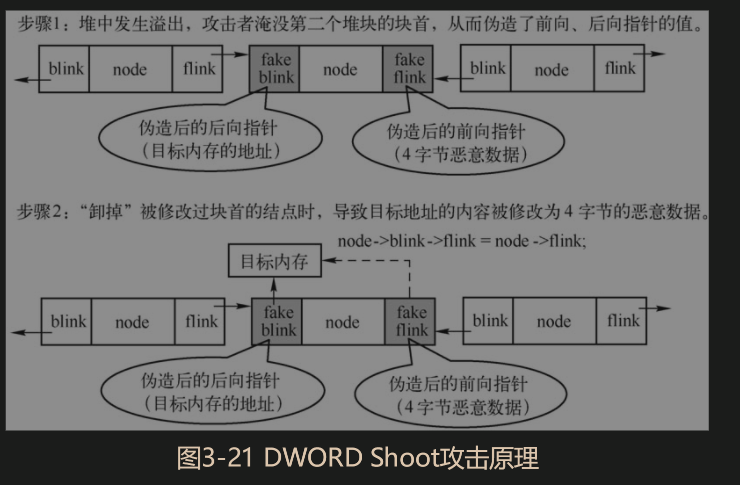 步骤1：堆中发生溢出，攻击者淹没第二个堆块的块首，从而伪造了前向、后向指针的值。
blink node flink
fake blink
node
fake flink
blink node flink
伪造后的后向指针
（目标内存的地址）
伪造后的前向指针
（4 字节恶意数据）
步骤2：“卸掉”被修改过块首的结点时，导致目标地址的内容被修改为 4 字节的恶意数据。
node->blink->flink = node ->flink;
目标内存
blink node flink
fake blink
node
fake flink
blink node flink
伪造后的后向指针
（目标内存的地址）
伪造后的前向指针
（4 字节恶意数据）
图3-21 DWORD Shoot攻击原理